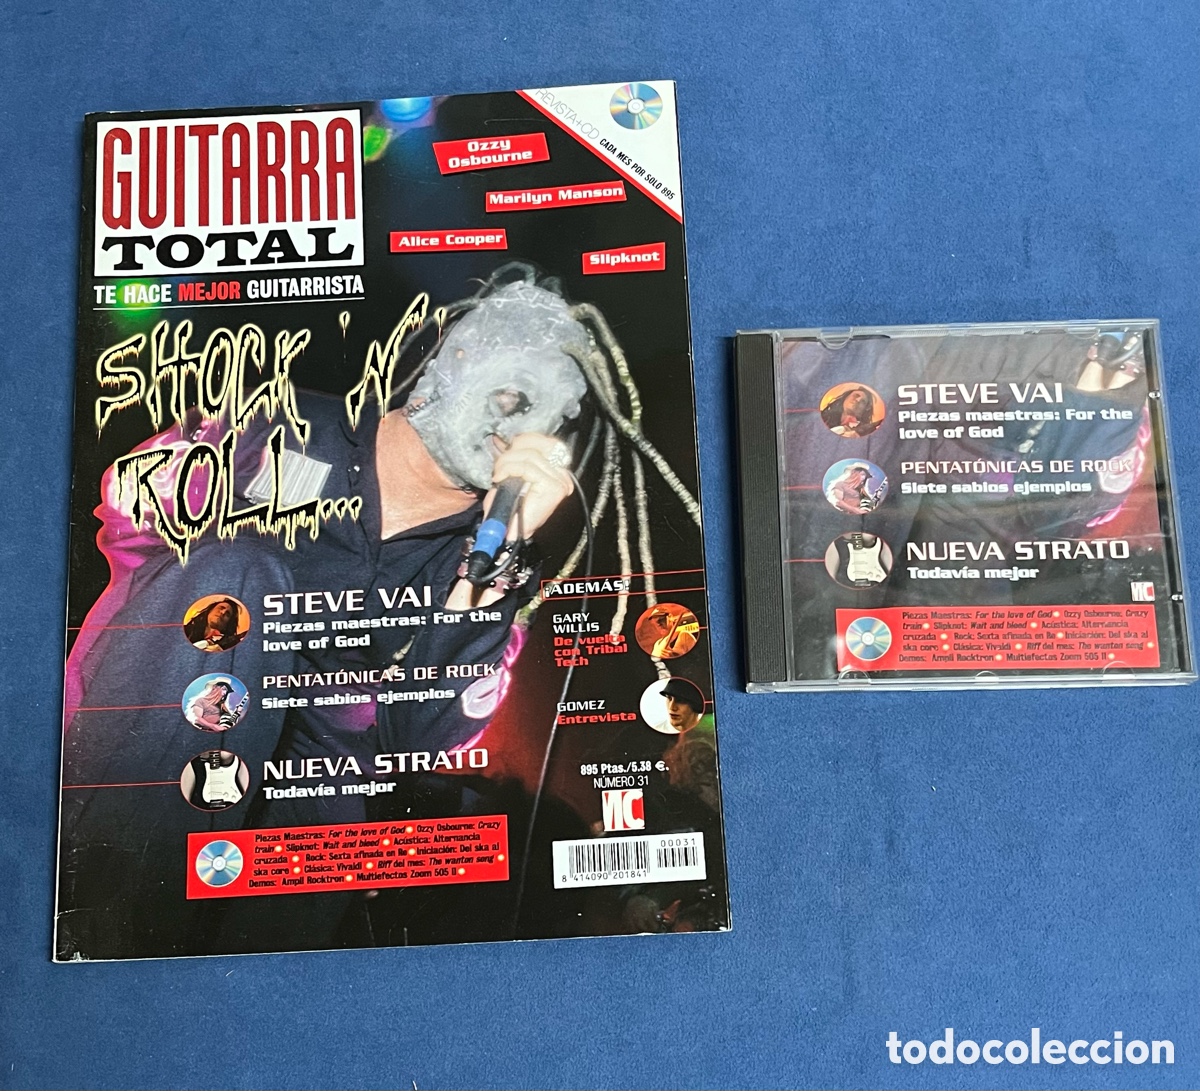 GUITARRA
TOTAL
TE HACE MEJOR GUITARRISTA
REVISTA+CD
CADA MES POR SOLO 895
Ozzy
Osbourne
Marilyn Manson
Alice Cooper
Slipknot
SHOCK 'N'
ROLL...
STEVE VAI
Piezas maestras: For the
love of God
PENTATÓNICAS DE ROCK
Siete sabios ejemplos
NUEVA STRATO
Todavía mejor
¡ADEMÁS!
GARY
WILLIS
De vuelta
con Tribal
Tech
GOMEZ
Entrevista
895 Ptas./5.38 €.
NÚMERO 31
MC
00031
8 414090 201841
Piezas Maestras: For the love of God • Ozzy Osbourne: Crazy
train • Slipknot: Wait and bleed • Acústica: Alternancia
cruzada • Rock: Sexta afinada en Re • Iniciación: Del ska al
ska core • Clásica: Vivaldi • Riff del mes: The wanton song •
Demos: Ampli Rocktron • Multiefectos Zoom 505 II •
STEVE VAI
Piezas maestras: For the
love of God
PENTATÓNICAS DE ROCK
Siete sabios ejemplos
NUEVA STRATO
Todavía mejor
MC
Piezas Maestras: For the love of God • Ozzy Osbourne: Crazy
train • Slipknot: Wait and bleed • Acústica: Alternancia
cruzada • Rock: Sexta afinada en Re • Iniciación: Del ska al
ska core • Clásica: Vivaldi • Riff del mes: The wanton song •
Demos: Ampli Rocktron • Multiefectos Zoom 505 II •
todocoleccion